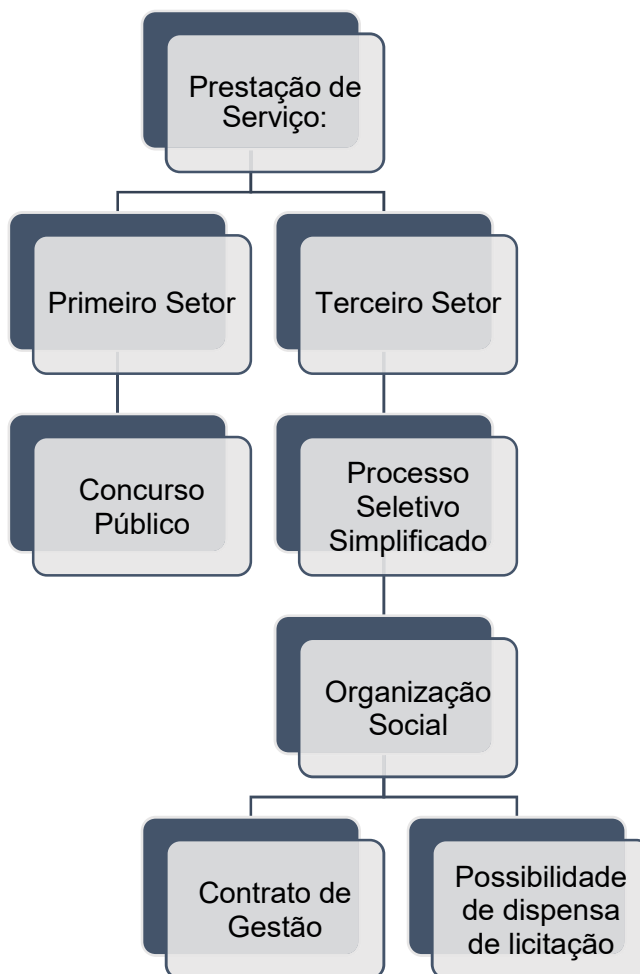 Prestação de
Serviço:
Primeiro Setor
Terceiro Setor
Concurso
Público
Processo
Seletivo
Simplificado
Organização
Social
Contrato de
Gestão
Possibilidade
de dispensa
de licitação